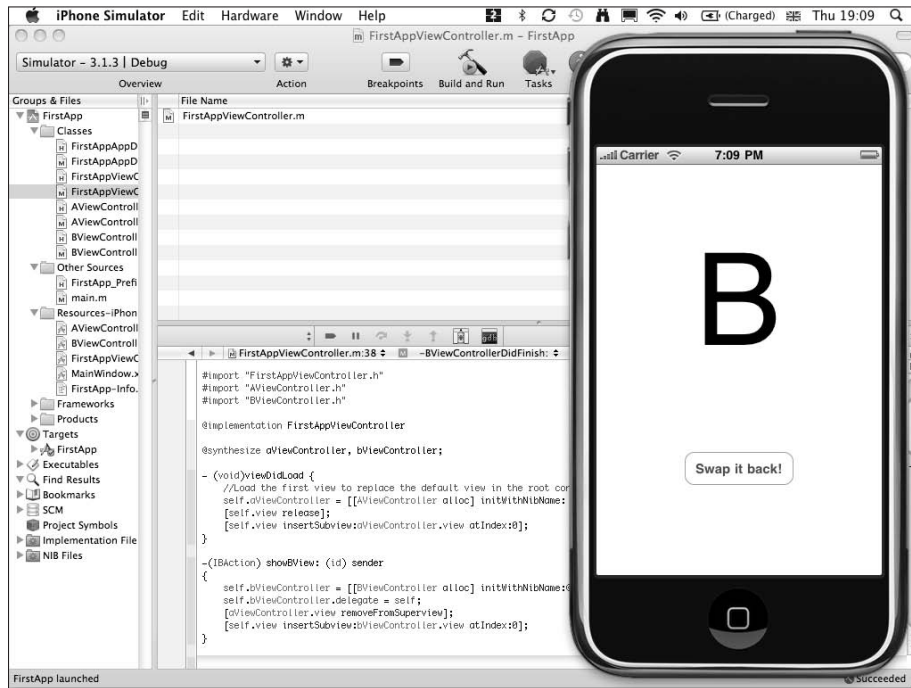 iPhone Simulator Edit Hardware Window Help (Charged) Thu 19:09
FirstAppViewController.m – FirstApp
Simulator – 3.1.3 | Debug
Overview Action Breakpoints Build and Run Tasks
Groups & Files File Name
FirstApp
FirstAppViewController.m
Classes
FirstAppAppD
FirstAppAppD
FirstAppViewC
FirstAppViewC
AViewControll
AViewControll
BViewControll
BViewControll
Other Sources
FirstApp_Prefi
main.m
Resources-iPhon
AViewControll
BViewControll
FirstAppViewC
MainWindow.x
FirstApp-Info.
Frameworks
Products
Targets
FirstApp
Executables
Find Results
Bookmarks
SCM
Project Symbols
Implementation File
NIB Files
gdb
FirstAppViewController.m:38 -BViewControllerDidFinish:
#import "FirstAppViewController.h"
#import "AViewController.h"
#import "BViewController.h"
@implementation FirstAppViewController
@synthesize aViewController, bViewController;
- (void)viewDidLoad {
//Load the first view to replace the default view in the root con
self.aViewController = [[AViewController alloc] initWithNibName:
[self.view release];
[self.view insertSubview:aViewController.view atIndex:0];
}
-(IBAction) showBView: (id) sender
{
self.bViewController = [[BViewController alloc] initWithNibName:@
self.bViewController.delegate = self;
[aViewController.view removeFromSuperview];
[self.view insertSubview:bViewController.view atIndex:0];
}
FirstApp launched
Succeeded
Carrier 7:09 PM
B
Swap it back!